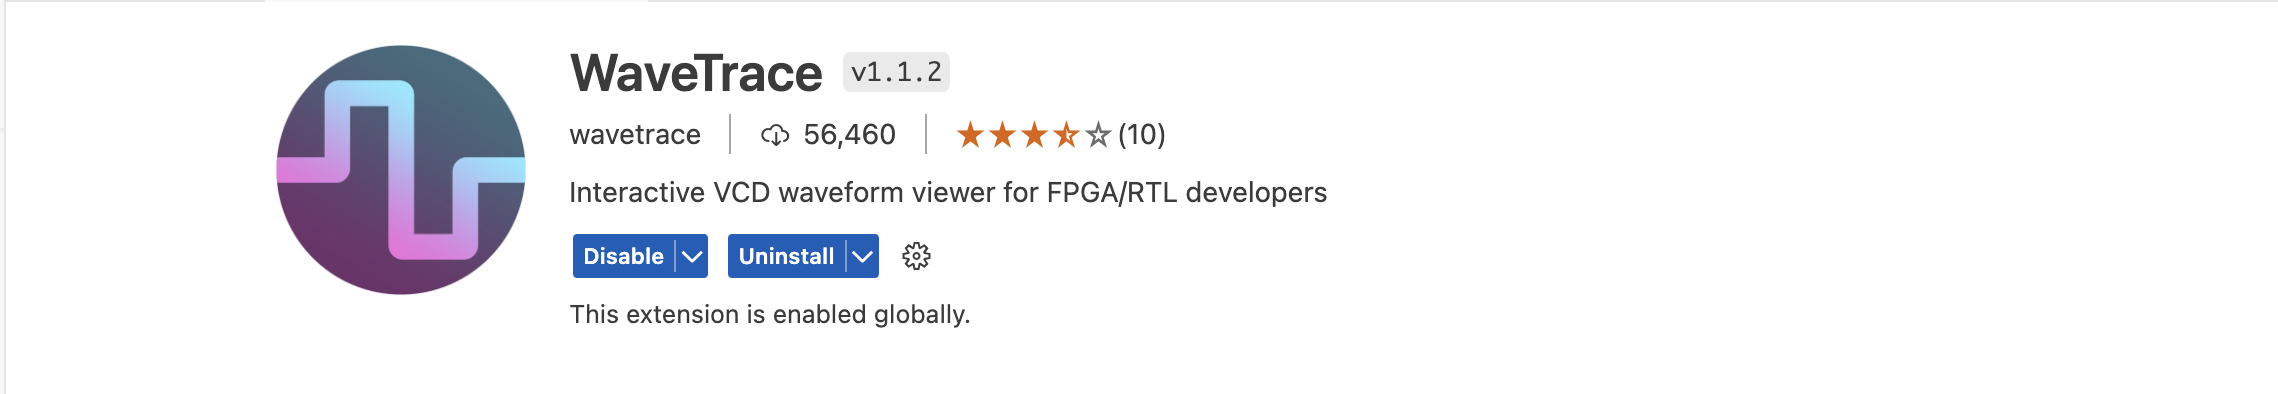 WaveTrace v1.1.2
wavetrace 56,460 (10)
Interactive VCD waveform viewer for FPGA/RTL developers
Disable Uninstall
This extension is enabled globally.